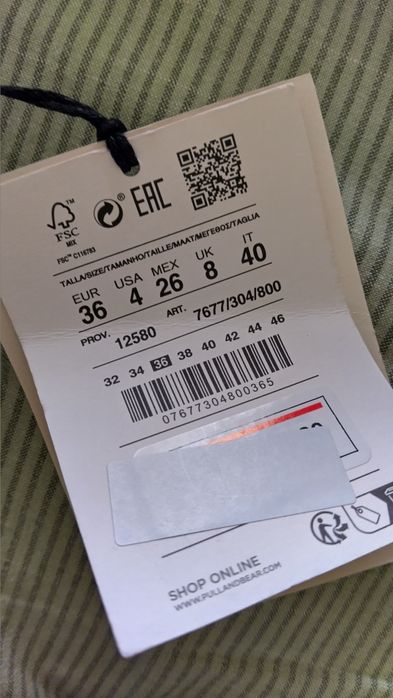 EAC
FSC
MIX
FSC™ C115783
TALLA/SIZE/TAMANHO/TAILLE/MAAT/ΜΕΓΕΘΟΣ/TAGLIA
EUR USA MEX UK IT
36 4 26 8 40
PROV. 12580 ART. 7677/304/800
32 34 36 38 40 42 44 46
07677304800365
SHOP ONLINE
WWW.PULLANDBEAR.COM